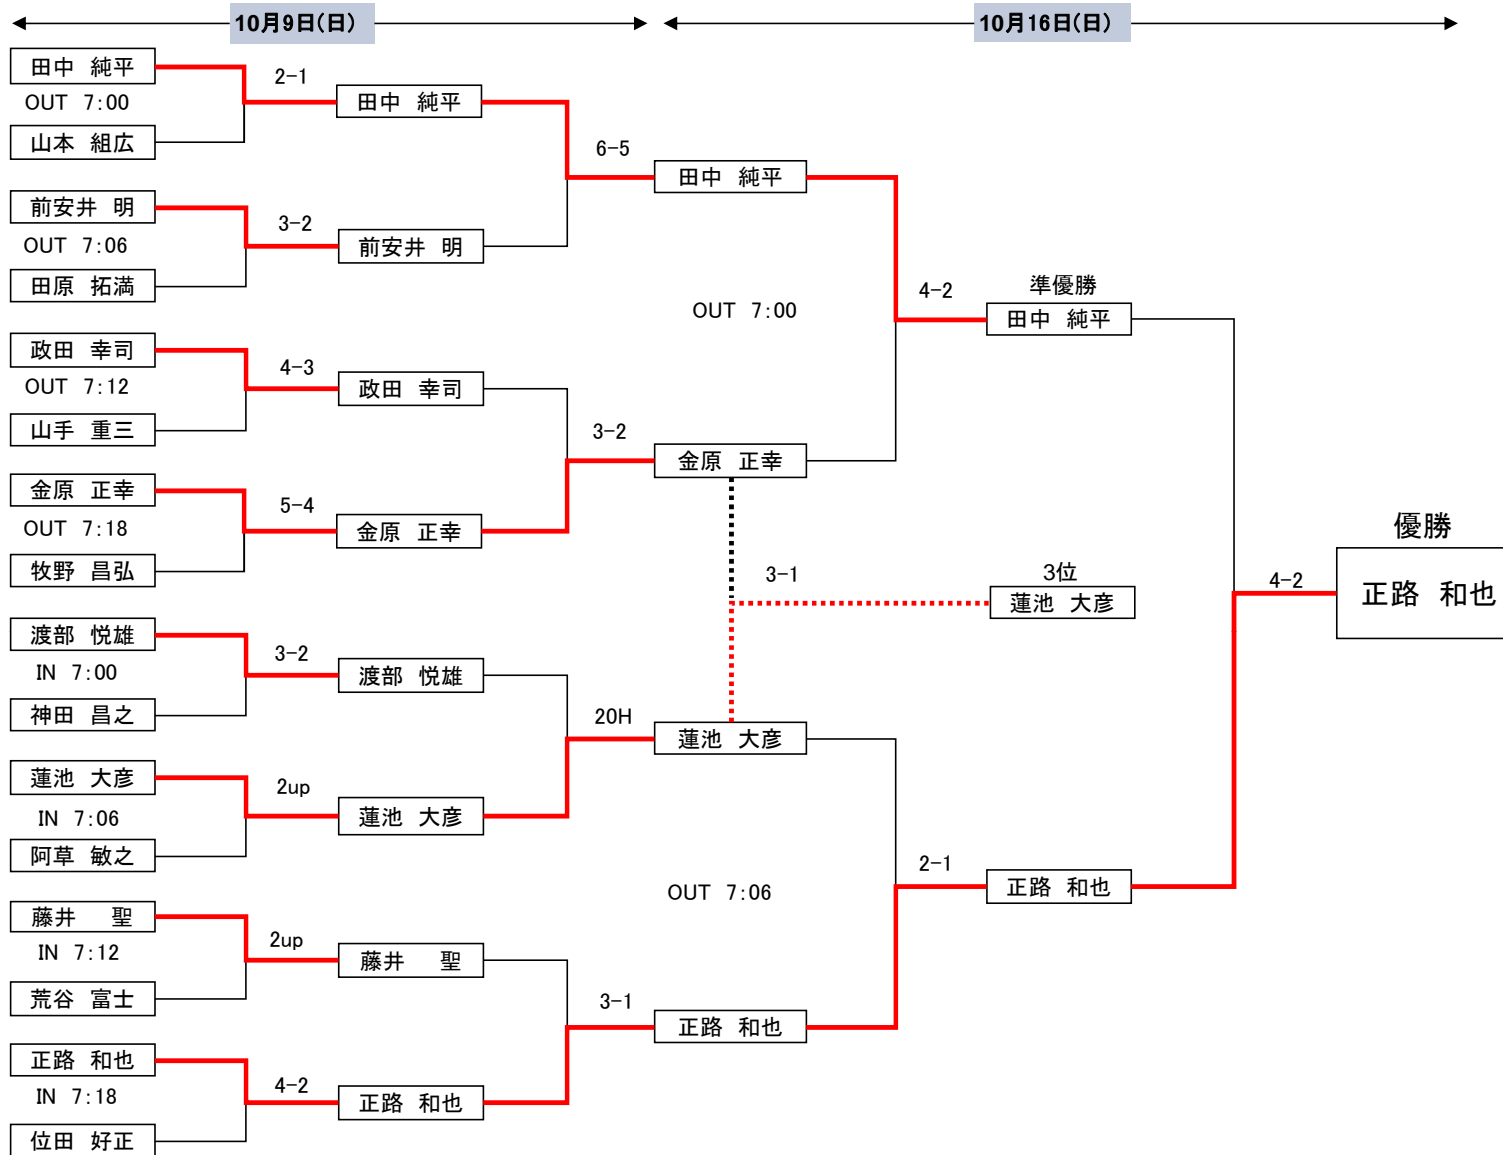 10月9日(日)
10月16日(日)
田中 純平
OUT 7:00
山本 組広
2-1
田中 純平
前安井 明
OUT 7:06
田原 拓満
3-2
前安井 明
6-5
田中 純平
政田 幸司
OUT 7:12
山手 重三
4-3
政田 幸司
金原 正幸
OUT 7:18
牧野 昌弘
5-4
金原 正幸
3-2
金原 正幸
OUT 7:00
4-2
準優勝
田中 純平
渡部 悦雄
IN 7:00
神田 昌之
3-2
渡部 悦雄
蓮池 大彦
IN 7:06
阿草 敏之
2up
蓮池 大彦
20H
蓮池 大彦
3-1
3位
蓮池 大彦
藤井 聖
IN 7:12
荒谷 富士
2up
藤井 聖
正路 和也
IN 7:18
位田 好正
4-2
正路 和也
3-1
正路 和也
OUT 7:06
2-1
正路 和也
4-2
優勝
正路 和也